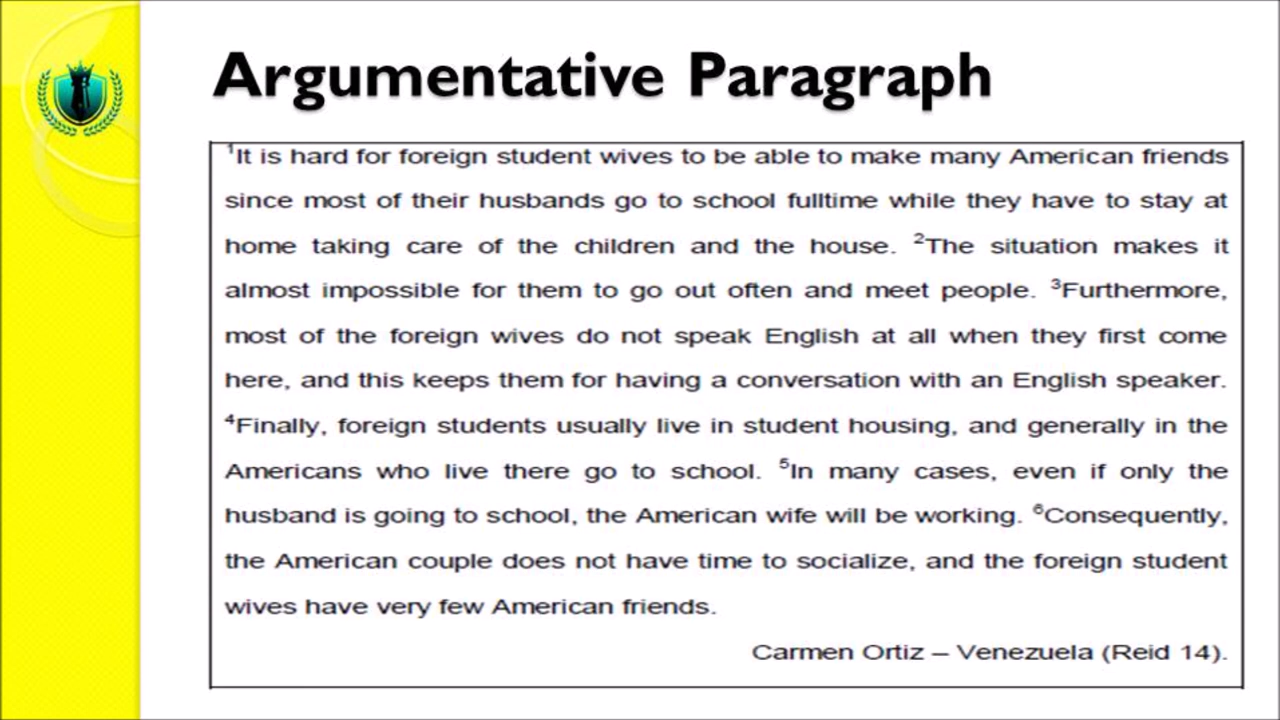 Argumentative Paragraph
¹It is hard for foreign student wives to be able to make many American friends
since most of their husbands go to school fulltime while they have to stay at
home taking care of the children and the house. ²The situation makes it
almost impossible for them to go out often and meet people. ³Furthermore,
most of the foreign wives do not speak English at all when they first come
here, and this keeps them for having a conversation with an English speaker.
⁴Finally, foreign students usually live in student housing, and generally in the
Americans who live there go to school. ⁵In many cases, even if only the
husband is going to school, the American wife will be working. ⁶Consequently,
the American couple does not have time to socialize, and the foreign student
wives have very few American friends.
Carmen Ortiz – Venezuela (Reid 14).